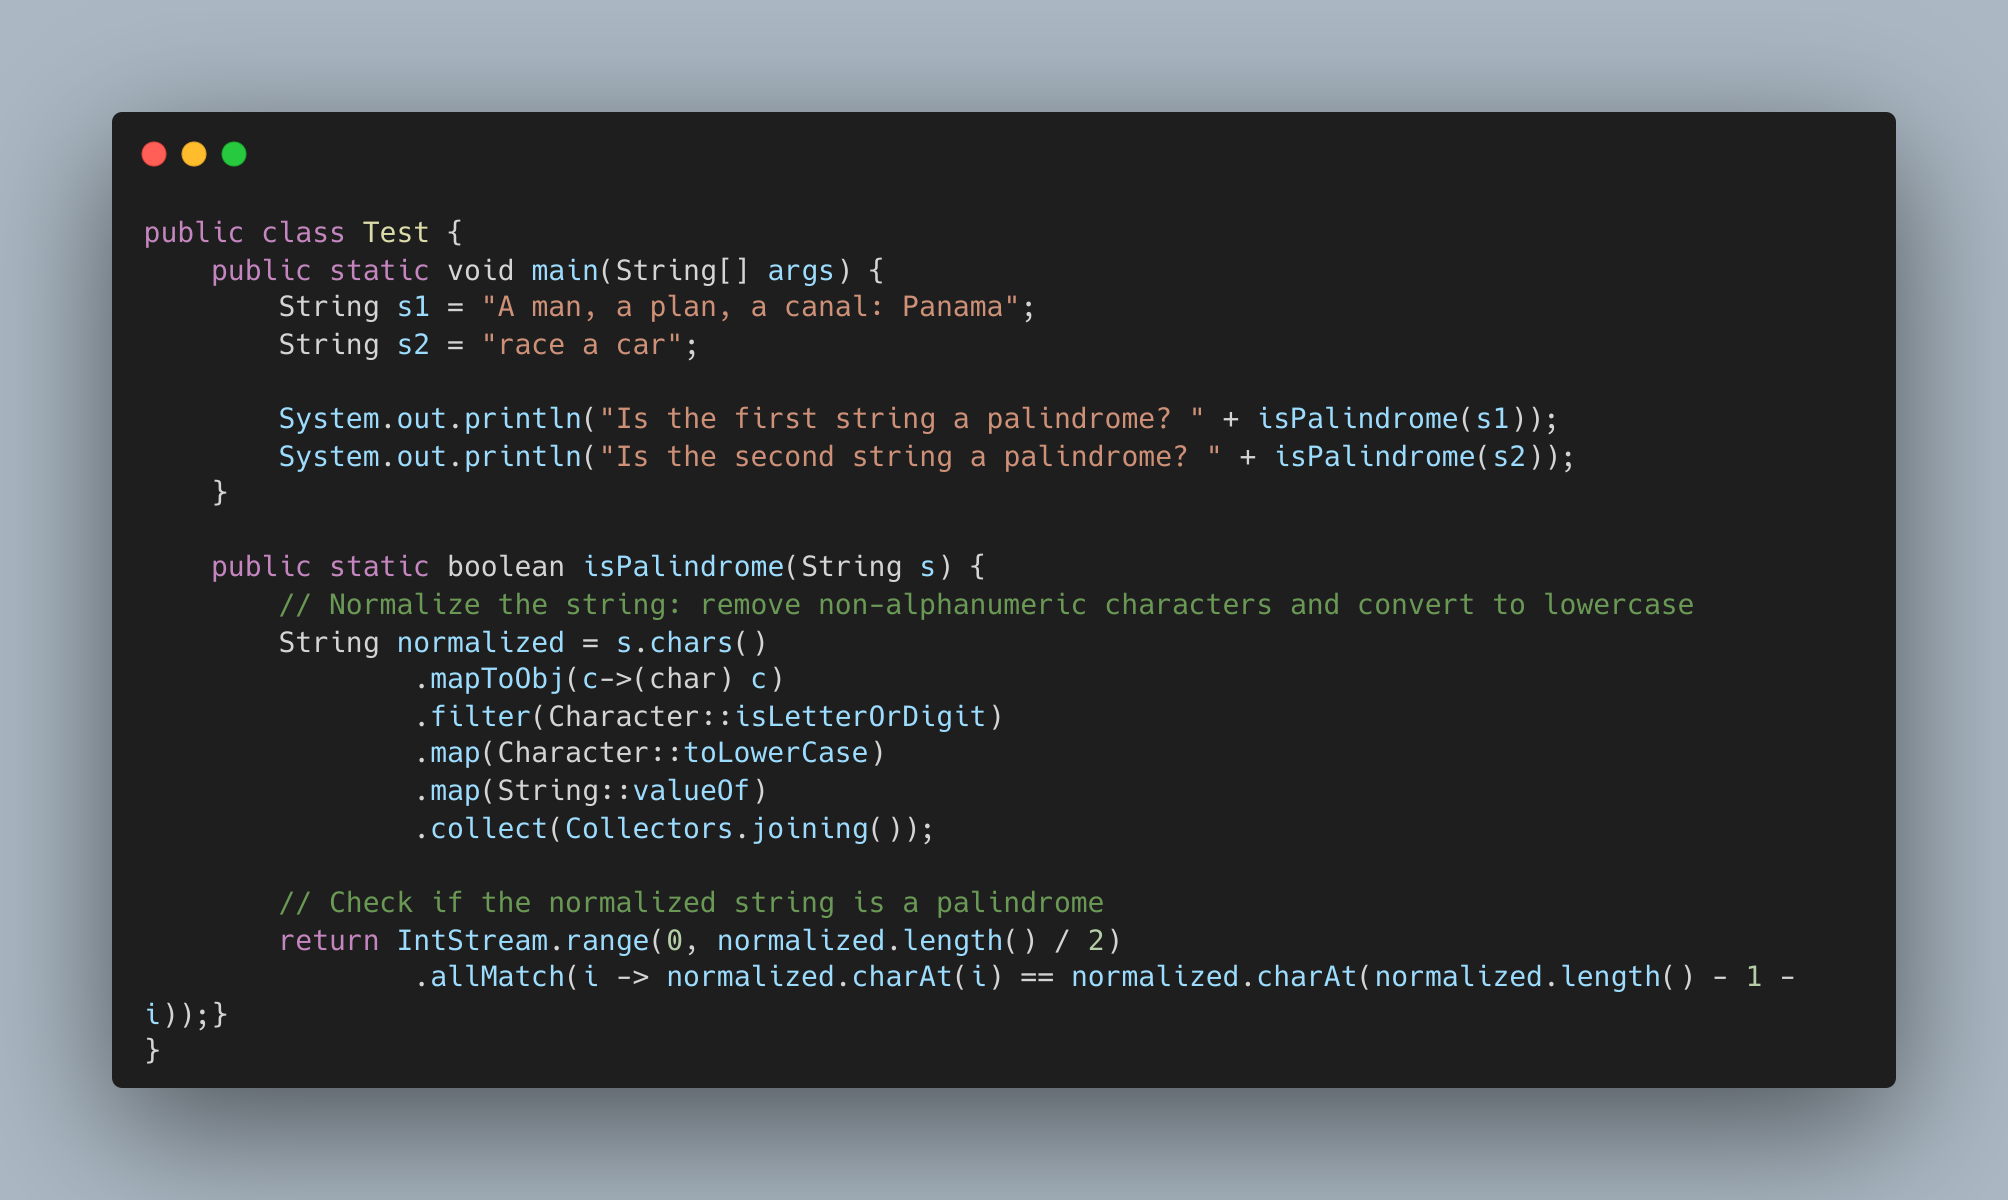 public class Test {
    public static void main(String[] args) {
        String s1 = "A man, a plan, a canal: Panama";
        String s2 = "race a car";

        System.out.println("Is the first string a palindrome? " + isPalindrome(s1));
        System.out.println("Is the second string a palindrome? " + isPalindrome(s2));
    }

    public static boolean isPalindrome(String s) {
        // Normalize the string: remove non-alphanumeric characters and convert to lowercase
        String normalized = s.chars()
                .mapToObj(c->(char) c)
                .filter(Character::isLetterOrDigit)
                .map(Character::toLowerCase)
                .map(String::valueOf)
                .collect(Collectors.joining());

        // Check if the normalized string is a palindrome
        return IntStream.range(0, normalized.length() / 2)
                .allMatch(i -> normalized.charAt(i) == normalized.charAt(normalized.length() - 1 -
i));}
}